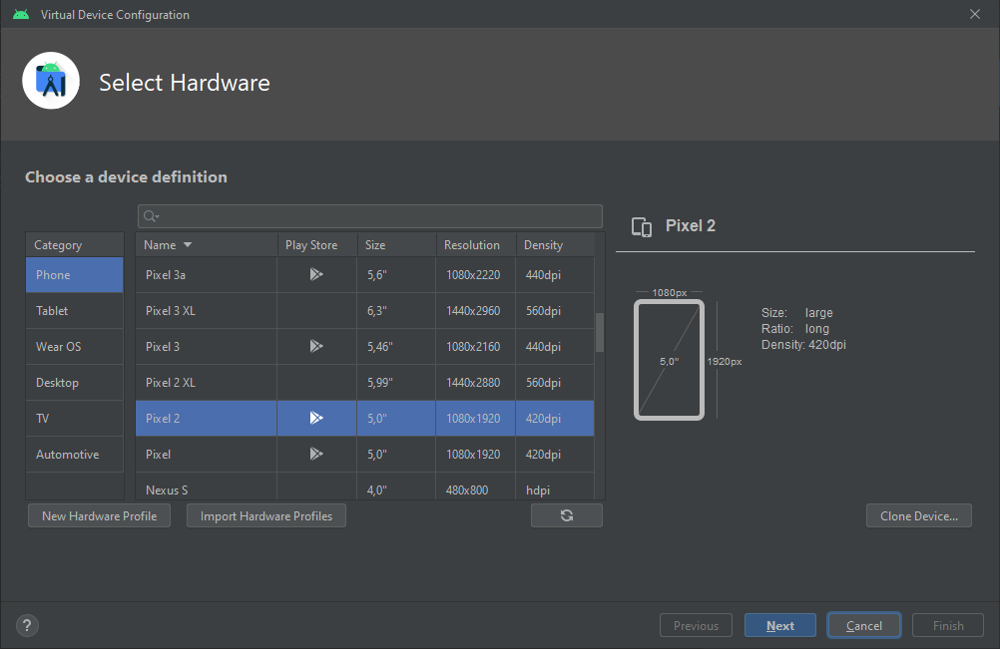 Virtual Device Configuration
Select Hardware
Choose a device definition
Category
Phone
Tablet
Wear OS
Desktop
TV
Automotive
Name Play Store Size Resolution Density
Pixel 3a 5,6" 1080x2220 440dpi
Pixel 3 XL 6,3" 1440x2960 560dpi
Pixel 3 5,46" 1080x2160 440dpi
Pixel 2 XL 5,99" 1440x2880 560dpi
Pixel 2 5,0" 1080x1920 420dpi
Pixel 5,0" 1080x1920 420dpi
Nexus S 4,0" 480x800 hdpi
New Hardware Profile Import Hardware Profiles
Pixel 2
1080px
5,0"
1920px
Size: large
Ratio: long
Density: 420dpi
Clone Device...
? Previous Next Cancel Finish